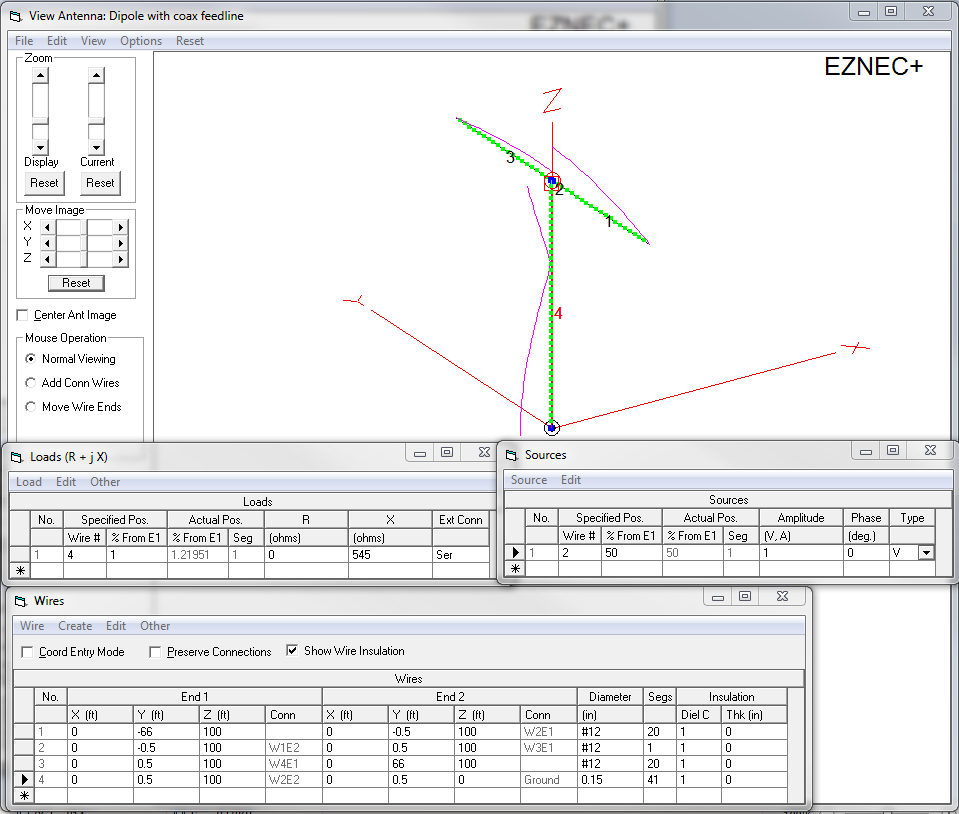 View Antenna: Dipole with coax feedline
File Edit View Options Reset
EZNEC+
Zoom
Display Current
Reset Reset
Move Image
X
Y
Z
Reset
Center Ant Image
Mouse Operation
Normal Viewing
Add Conn Wires
Move Wire Ends
Z
3
2
1
4
Y
X
Loads (R + j X)
Load Edit Other
Loads
No. Specified Pos. Actual Pos. R X Ext Conn
Wire # % From E1 % From E1 Seg (ohms) (ohms)
1 4 1 1.21951 1 0 545 Ser
Sources
Source Edit
Sources
No. Specified Pos. Actual Pos. Amplitude Phase Type
Wire # % From E1 % From E1 Seg (V, A) (deg.)
1 2 50 50 1 1 0 V
Wires
Wire Create Edit Other
Coord Entry Mode Preserve Connections Show Wire Insulation
Wires
No. End 1 End 2 Diameter Segs Insulation
X (ft) Y (ft) Z (ft) Conn X (ft) Y (ft) Z (ft) Conn (in) Diel C Thk (in)
1 0 -66 100 0 -0.5 100 W2E1 #12 20 1 0
2 0 -0.5 100 W1E2 0 0.5 100 W3E1 #12 1 1 0
3 0 0.5 100 W4E1 0 66 100 #12 20 1 0
4 0 0.5 100 W2E2 0 0.5 0 Ground 0.15 41 1 0